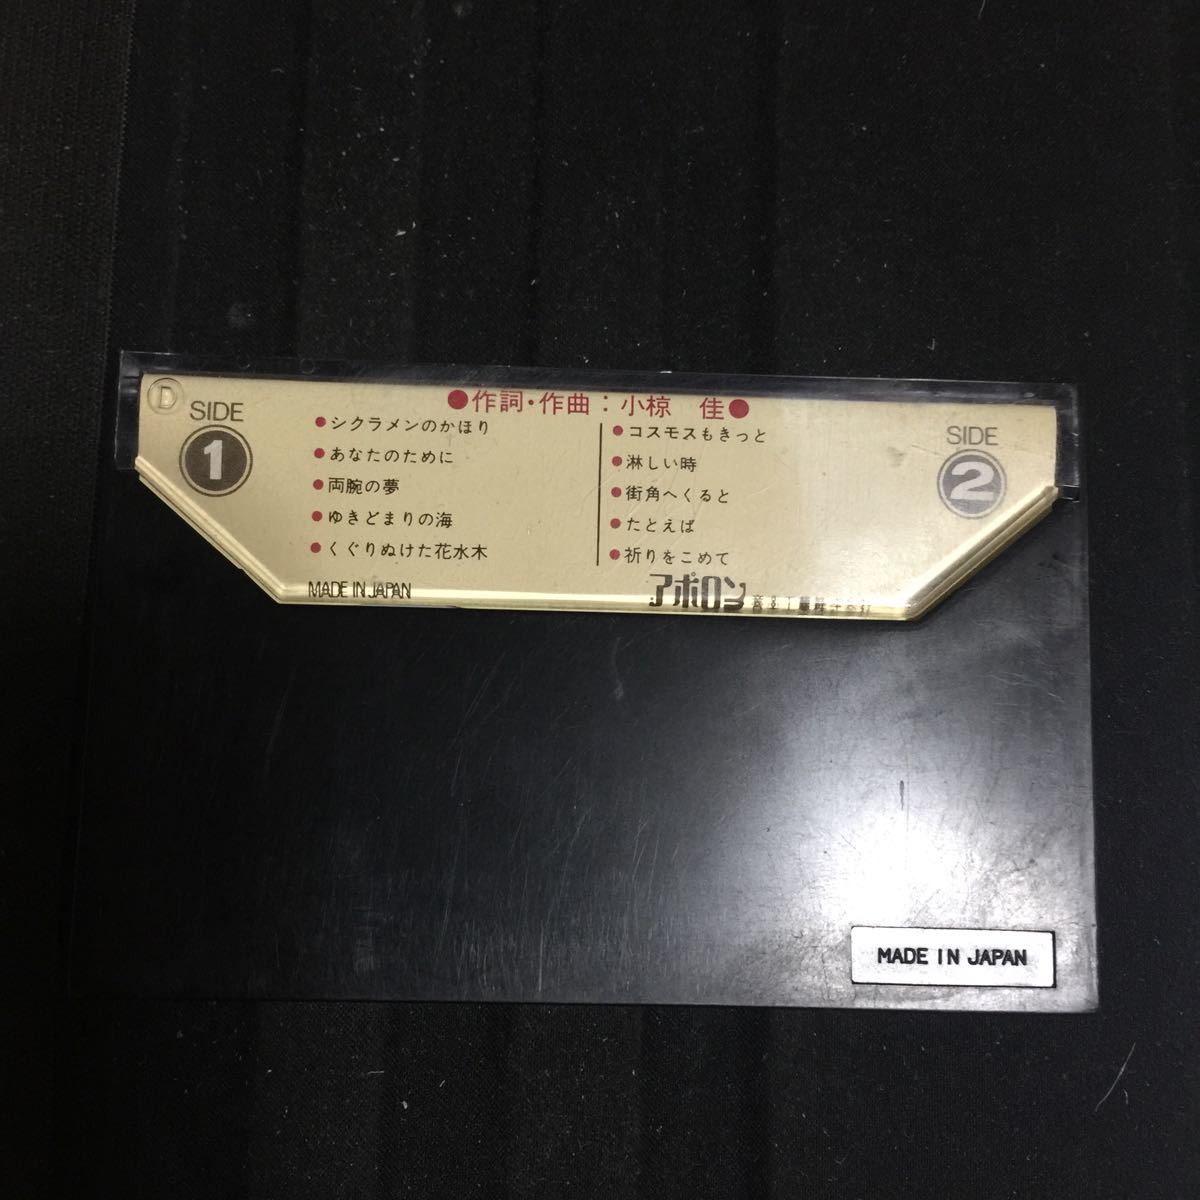 D
●作詞・作曲：小椋 佳●
SIDE
1
●シクラメンのかほり
●あなたのために
●両腕の夢
●ゆきどまりの海
●くぐりぬけた花水木
●コスモスもきっと
●淋しい時
●街角へくると
●たとえば
●祈りをこめて
SIDE
2
MADE IN JAPAN
アポロン
MADE IN JAPAN